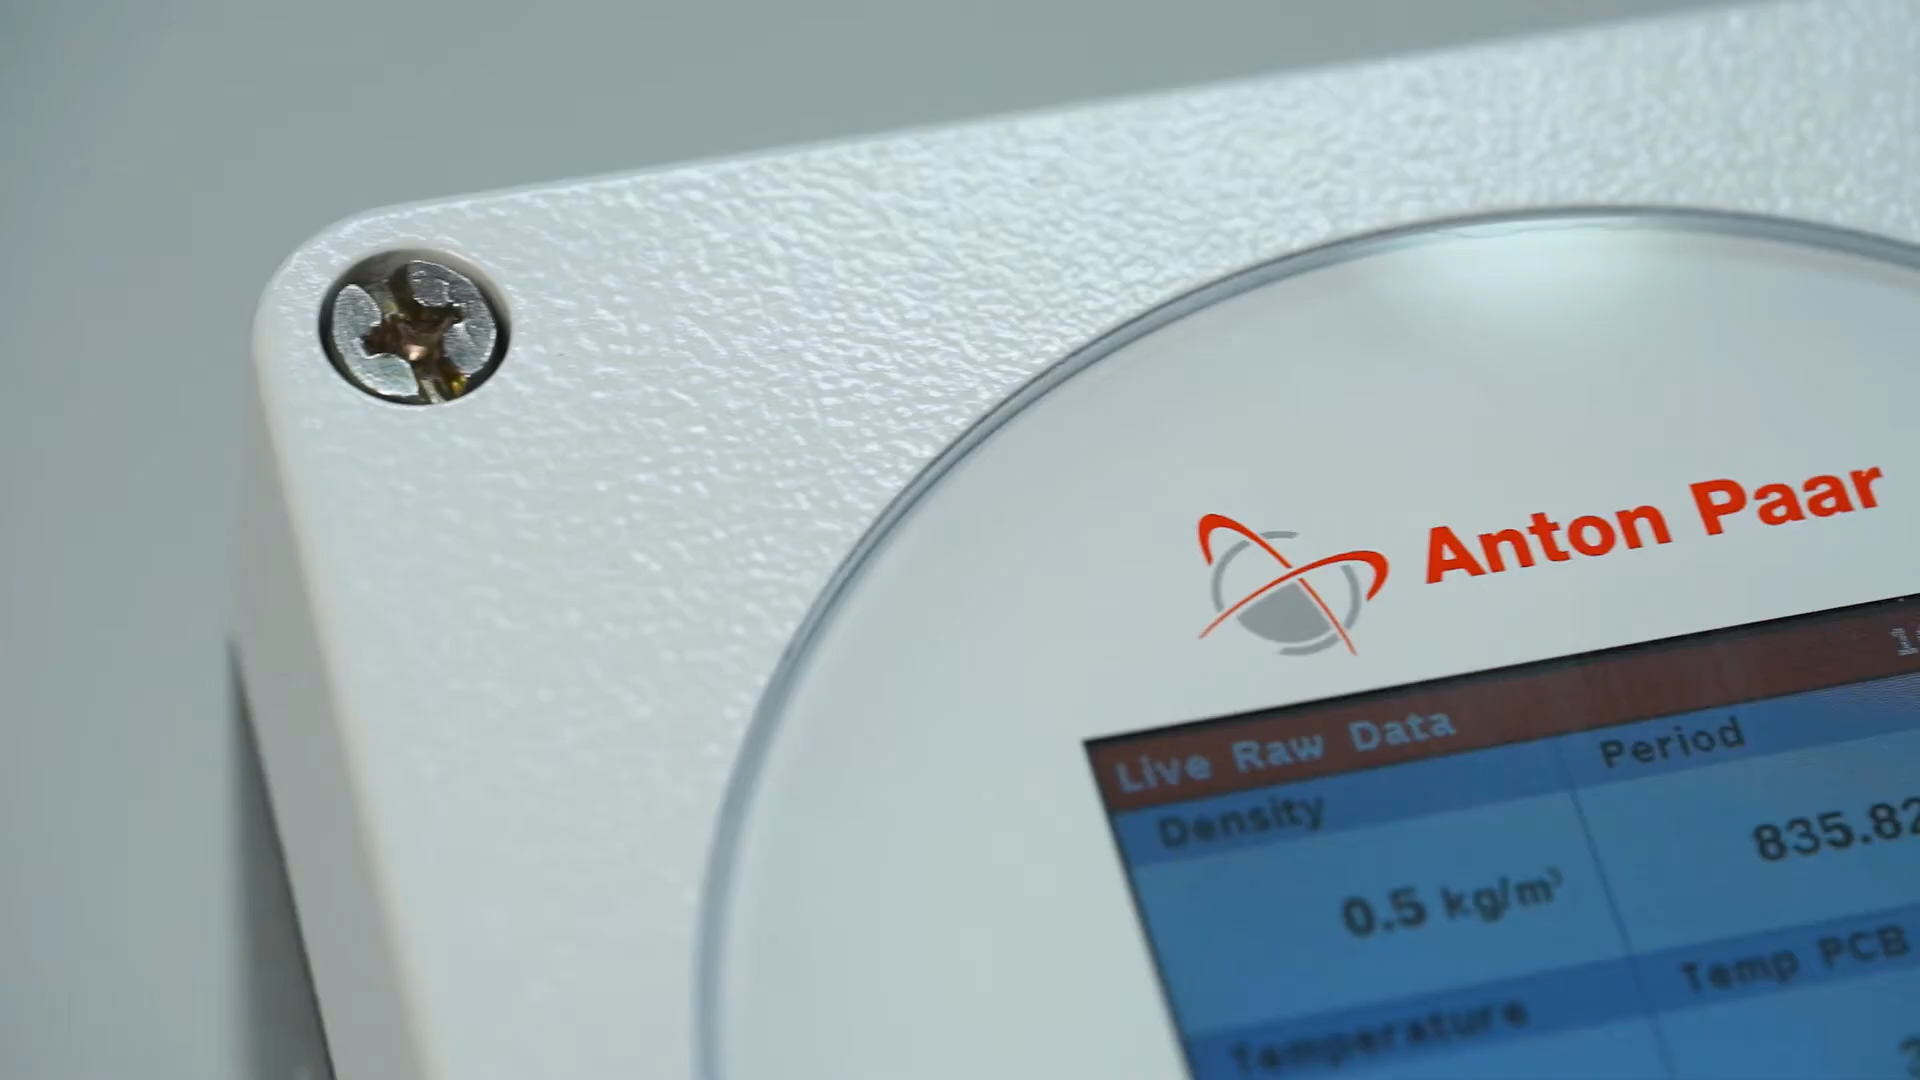 Anton Paar
Live Raw Data
Density
Period
0.5 kg/m³
835.82
Temperature
Temp PCB